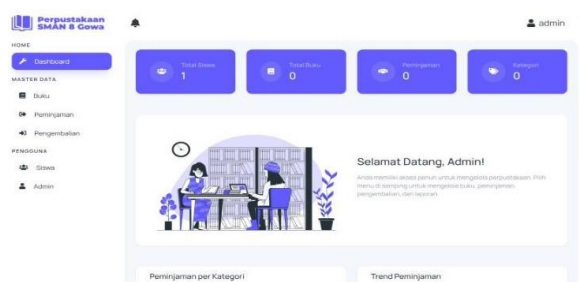 Perpustakaan
SMAN 8 Gowa
admin
HOME
Dashboard
MASTER DATA
Buku
Peminjaman
Pengembalian
PENGGUNA
Siswa
Admin
Total Siswa
1
Total Buku
0
Peminjaman
0
Kategori
0
Selamat Datang, Admin!
Anda memiliki akses penuh untuk mengelola perpustakaan. Pilih
menu di samping untuk mengelola buku, peminjaman,
pengembalian, dan laporan.
Peminjaman per Kategori
Trend Peminjaman